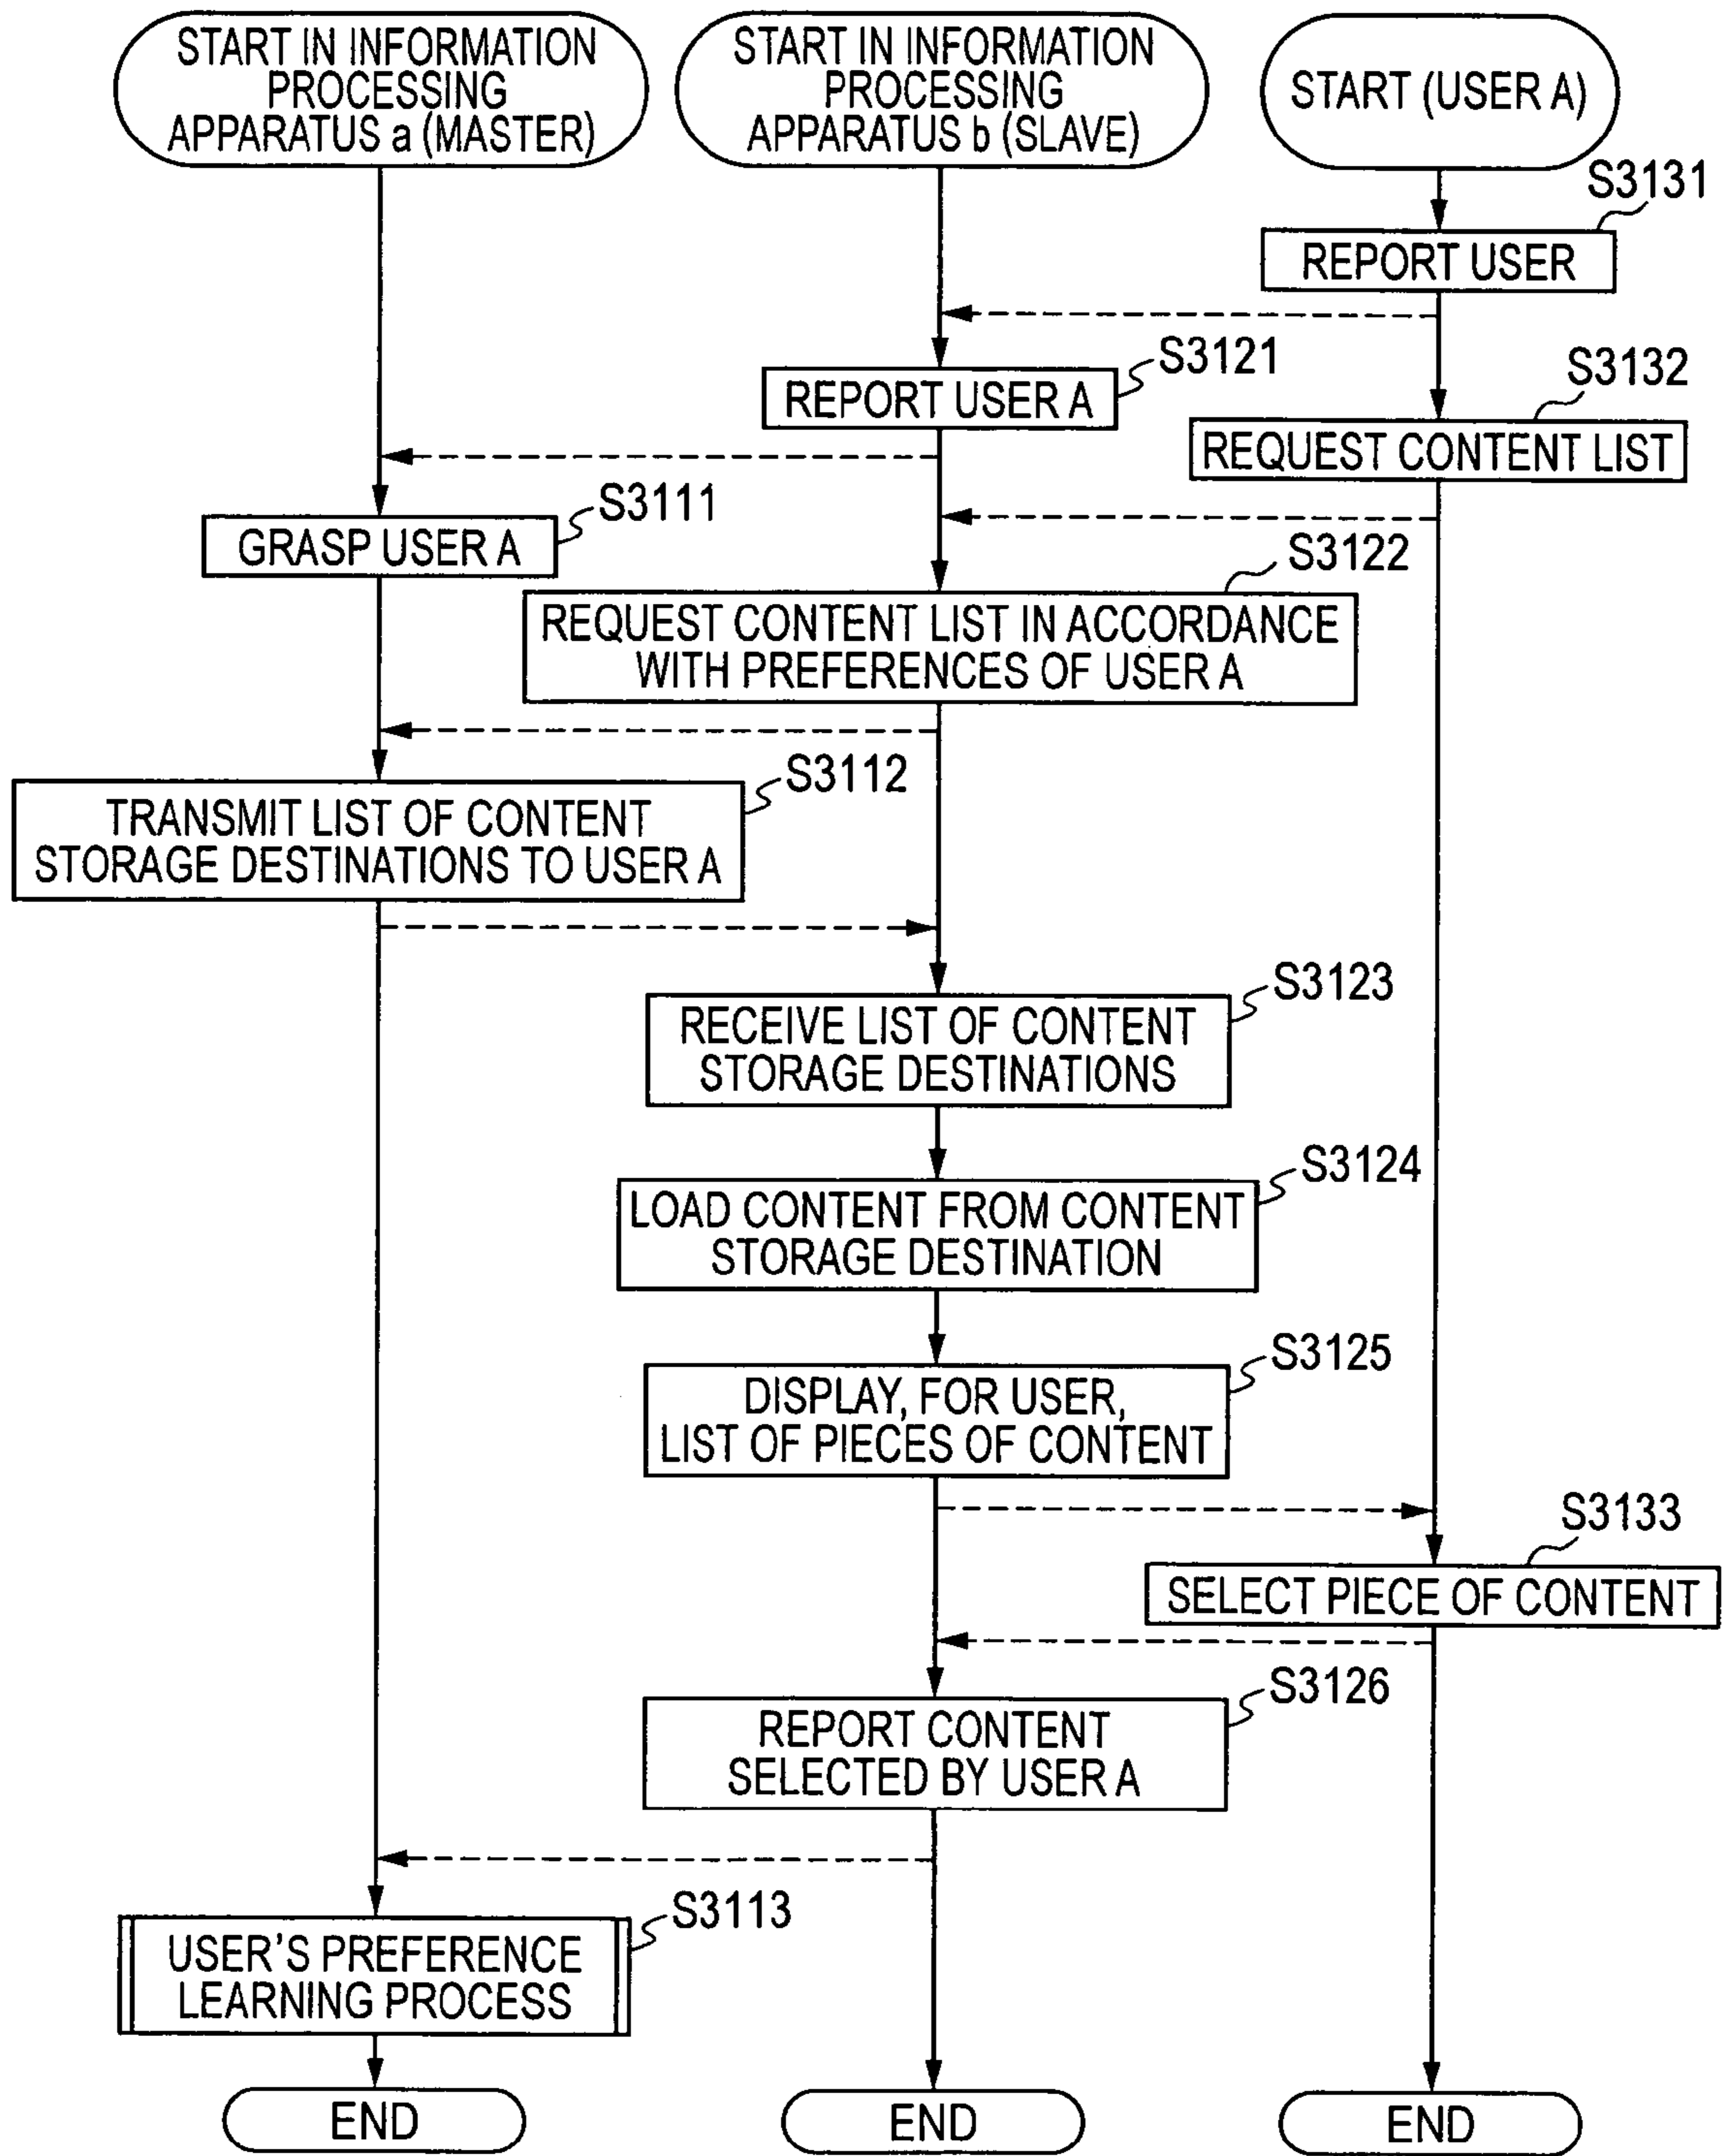 START IN INFORMATION
PROCESSING
APPARATUS a (MASTER)
START IN INFORMATION
PROCESSING
APPARATUS b (SLAVE)
START (USER A)
S3131
REPORT USER
S3121
REPORT USER A
S3132
REQUEST CONTENT LIST
S3111
GRASP USER A
S3122
REQUEST CONTENT LIST IN ACCORDANCE
WITH PREFERENCES OF USER A
S3112
TRANSMIT LIST OF CONTENT
STORAGE DESTINATIONS TO USER A
S3123
RECEIVE LIST OF CONTENT
STORAGE DESTINATIONS
S3124
LOAD CONTENT FROM CONTENT
STORAGE DESTINATION
S3125
DISPLAY, FOR USER,
LIST OF PIECES OF CONTENT
S3133
SELECT PIECE OF CONTENT
S3126
REPORT CONTENT
SELECTED BY USER A
S3113
USER'S PREFERENCE
LEARNING PROCESS
END
END
END